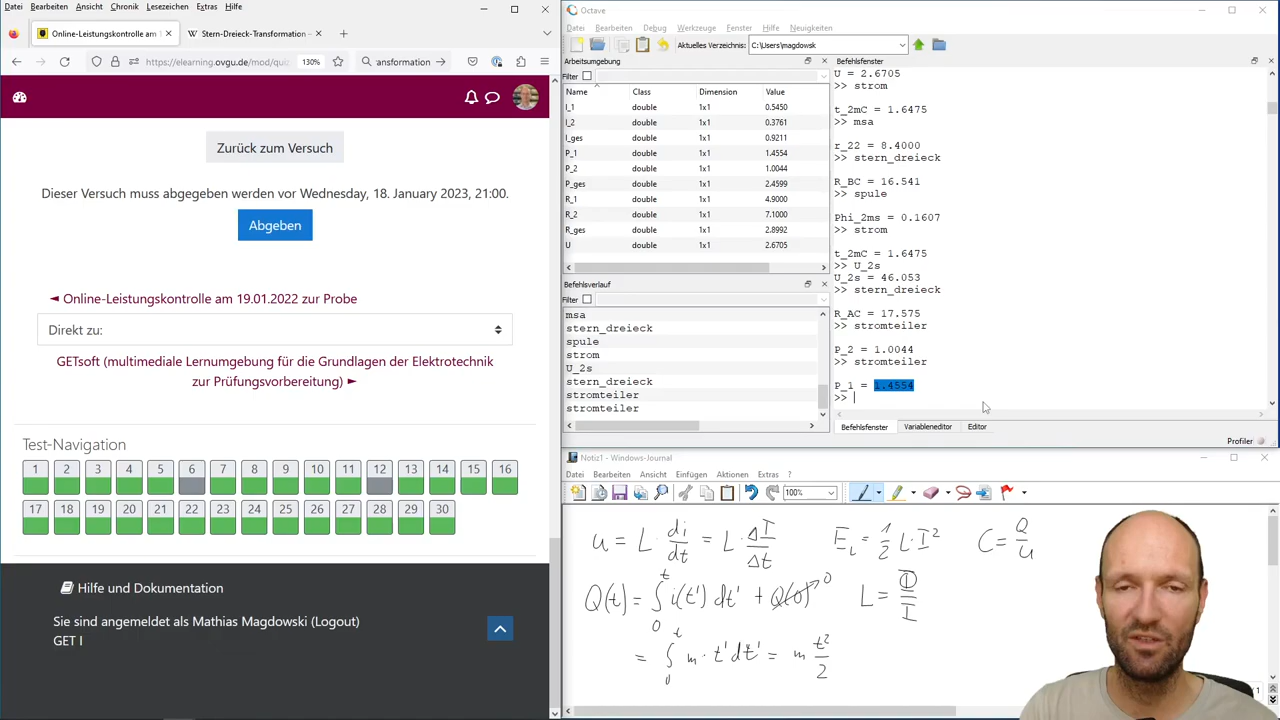 Datei Bearbeiten Ansicht Chronik Lesezeichen Extras Hilfe
Online-Leistungskontrolle am 1
Stern-Dreieck-Transformation -
https://elearning.ovgu.de/mod/quiz
130%
ansformation
Zurück zum Versuch
Dieser Versuch muss abgegeben werden vor Wednesday, 18. January 2023, 21:00.
Abgeben
◄ Online-Leistungskontrolle am 19.01.2022 zur Probe
Direkt zu:
GETsoft (multimediale Lernumgebung für die Grundlagen der Elektrotechnik
zur Prüfungsvorbereitung) ►
Test-Navigation
1 2 3 4 5 6 7 8 9 10 11 12 13 14 15 16
17 18 19 20 21 22 23 24 25 26 27 28 29 30
Hilfe und Dokumentation
Sie sind angemeldet als Mathias Magdowski (Logout)
GET I
Octave
Datei Bearbeiten Debug Werkzeuge Fenster Hilfe Neuigkeiten
Aktuelles Verzeichnis: C:\Users\magdowsk
Arbeitsumgebung
Filter
Name Class Dimension Value
I_1 double 1x1 0.5450
I_2 double 1x1 0.3761
I_ges double 1x1 0.9211
P_1 double 1x1 1.4554
P_2 double 1x1 1.0044
P_ges double 1x1 2.4599
R_1 double 1x1 4.9000
R_2 double 1x1 7.1000
R_ges double 1x1 2.8992
U double 1x1 2.6705
Befehlsverlauf
Filter
msa
stern_dreieck
spule
strom
U_2s
stern_dreieck
stromteiler
stromteiler
Befehlsfenster
U = 2.6705
>> strom
t_2mC = 1.6475
>> msa
r_22 = 8.4000
>> stern_dreieck
R_BC = 16.541
>> spule
Phi_2ms = 0.1607
>> strom
t_2mC = 1.6475
>> U_2s
U_2s = 46.053
>> stern_dreieck
R_AC = 17.575
>> stromteiler
P_2 = 1.0044
>> stromteiler
P_1 = 1.4554
>>
Befehlsfenster Variableneditor Editor
Profiler
Notiz1 - Windows-Journal
Datei Bearbeiten Ansicht Einfügen Aktionen Extras ?
100%
u = L · di/dt = L · ΔI/Δt E_L = 1/2 L · I² C = Q/U
Q(t) = ∫₀ᵗ i(t') dt' + Q(0) 0 L = Φ/I
= ∫₀ᵗ m · t' dt' = m t²/2
/ 1